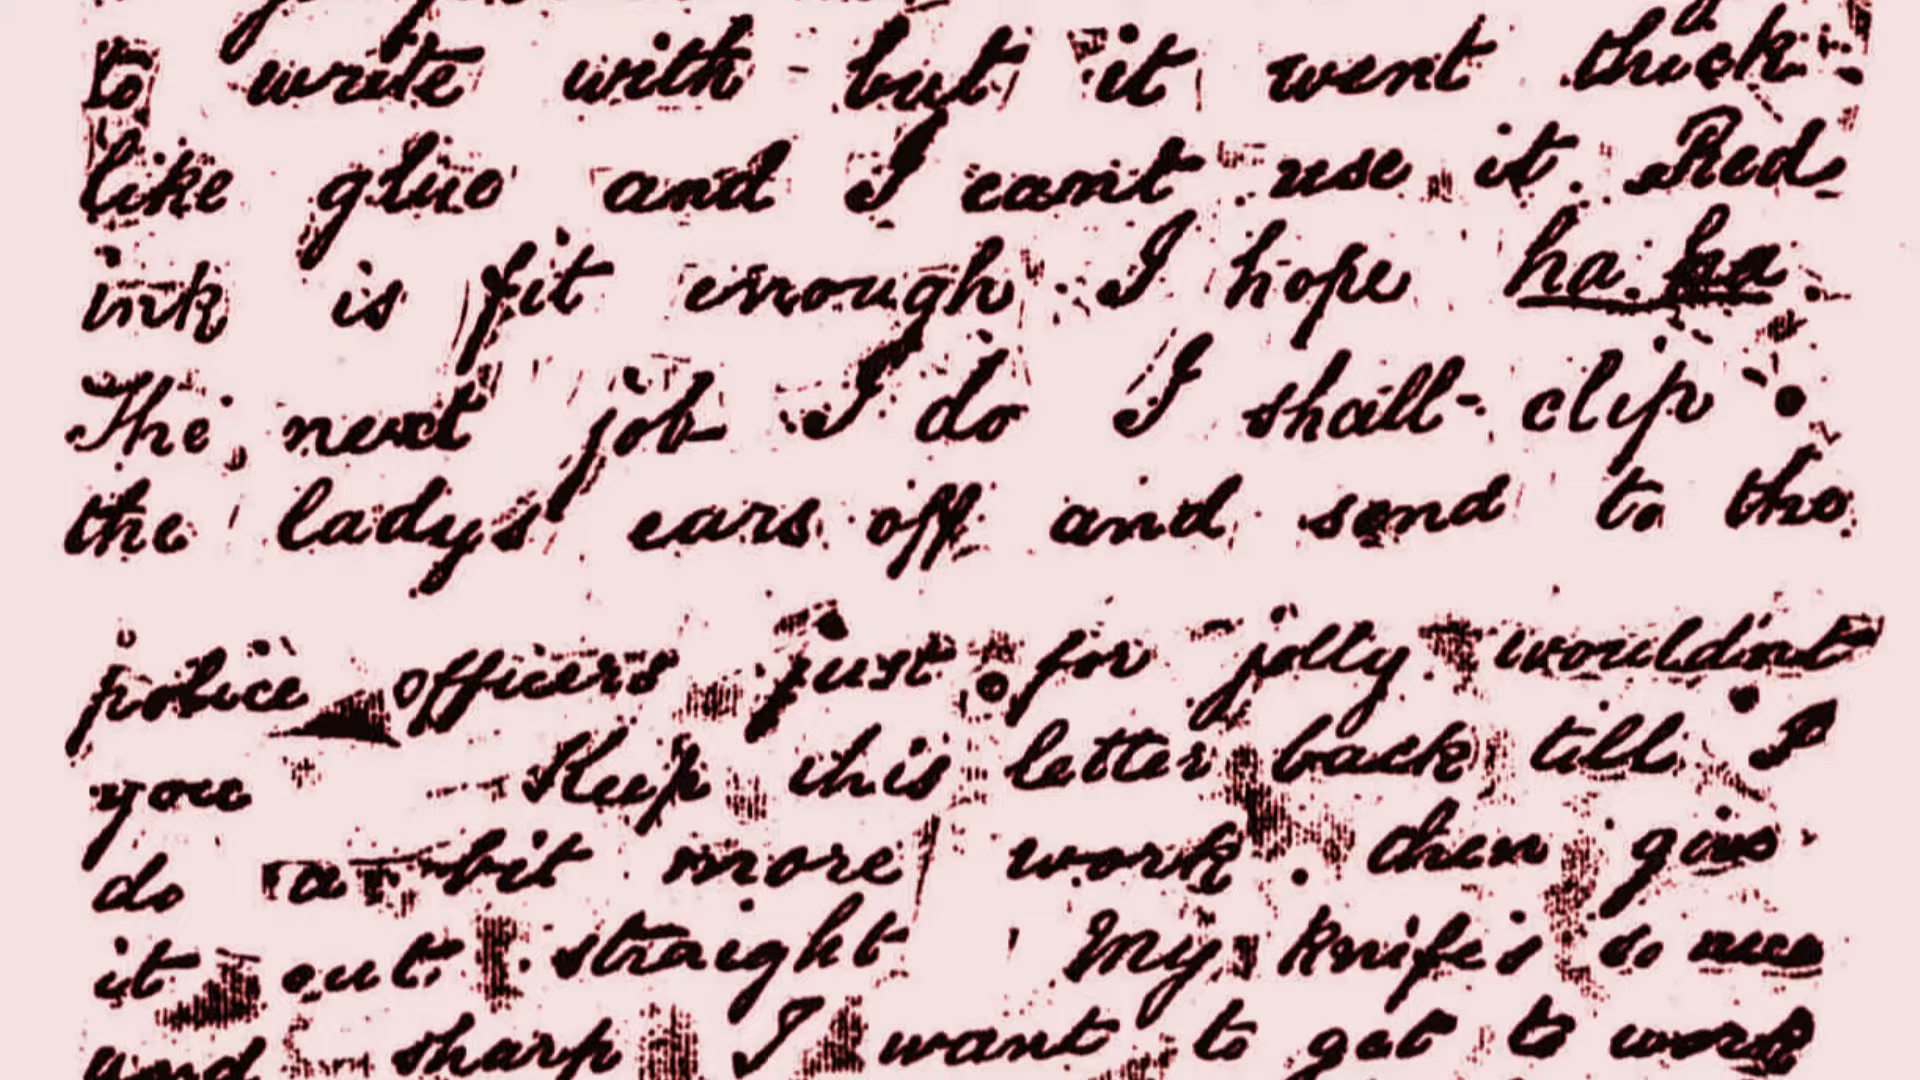 to write with but it went thick
like glue and I cant use it. Red
ink is fit enough I hope ha. ha.
The next job I do I shall clip
the ladys ears off and send to the
police officers just for jolly wouldnt
you Keep this letter back till I
do a bit more work. then give
it out straight My knife's so nice
and sharp I want to get to work